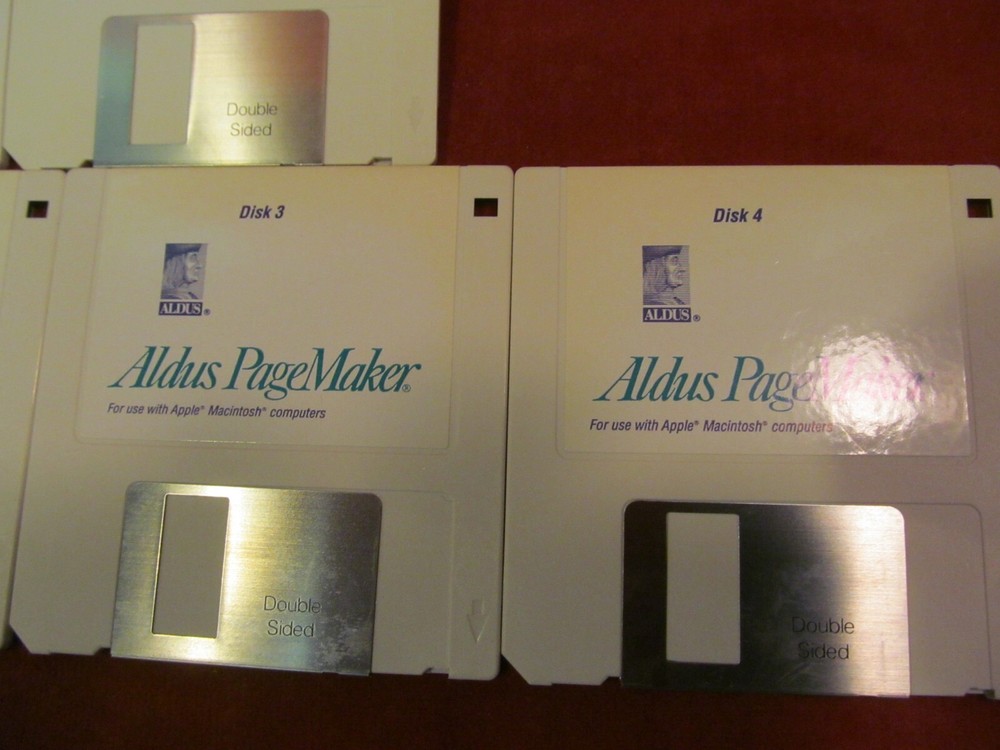 Double
Sided
Disk 3
ALDUS®
Aldus PageMaker®
For use with Apple® Macintosh® computers
Double
Sided
Disk 4
ALDUS®
Aldus PageMaker
For use with Apple® Macintosh® computers
Double
Sided